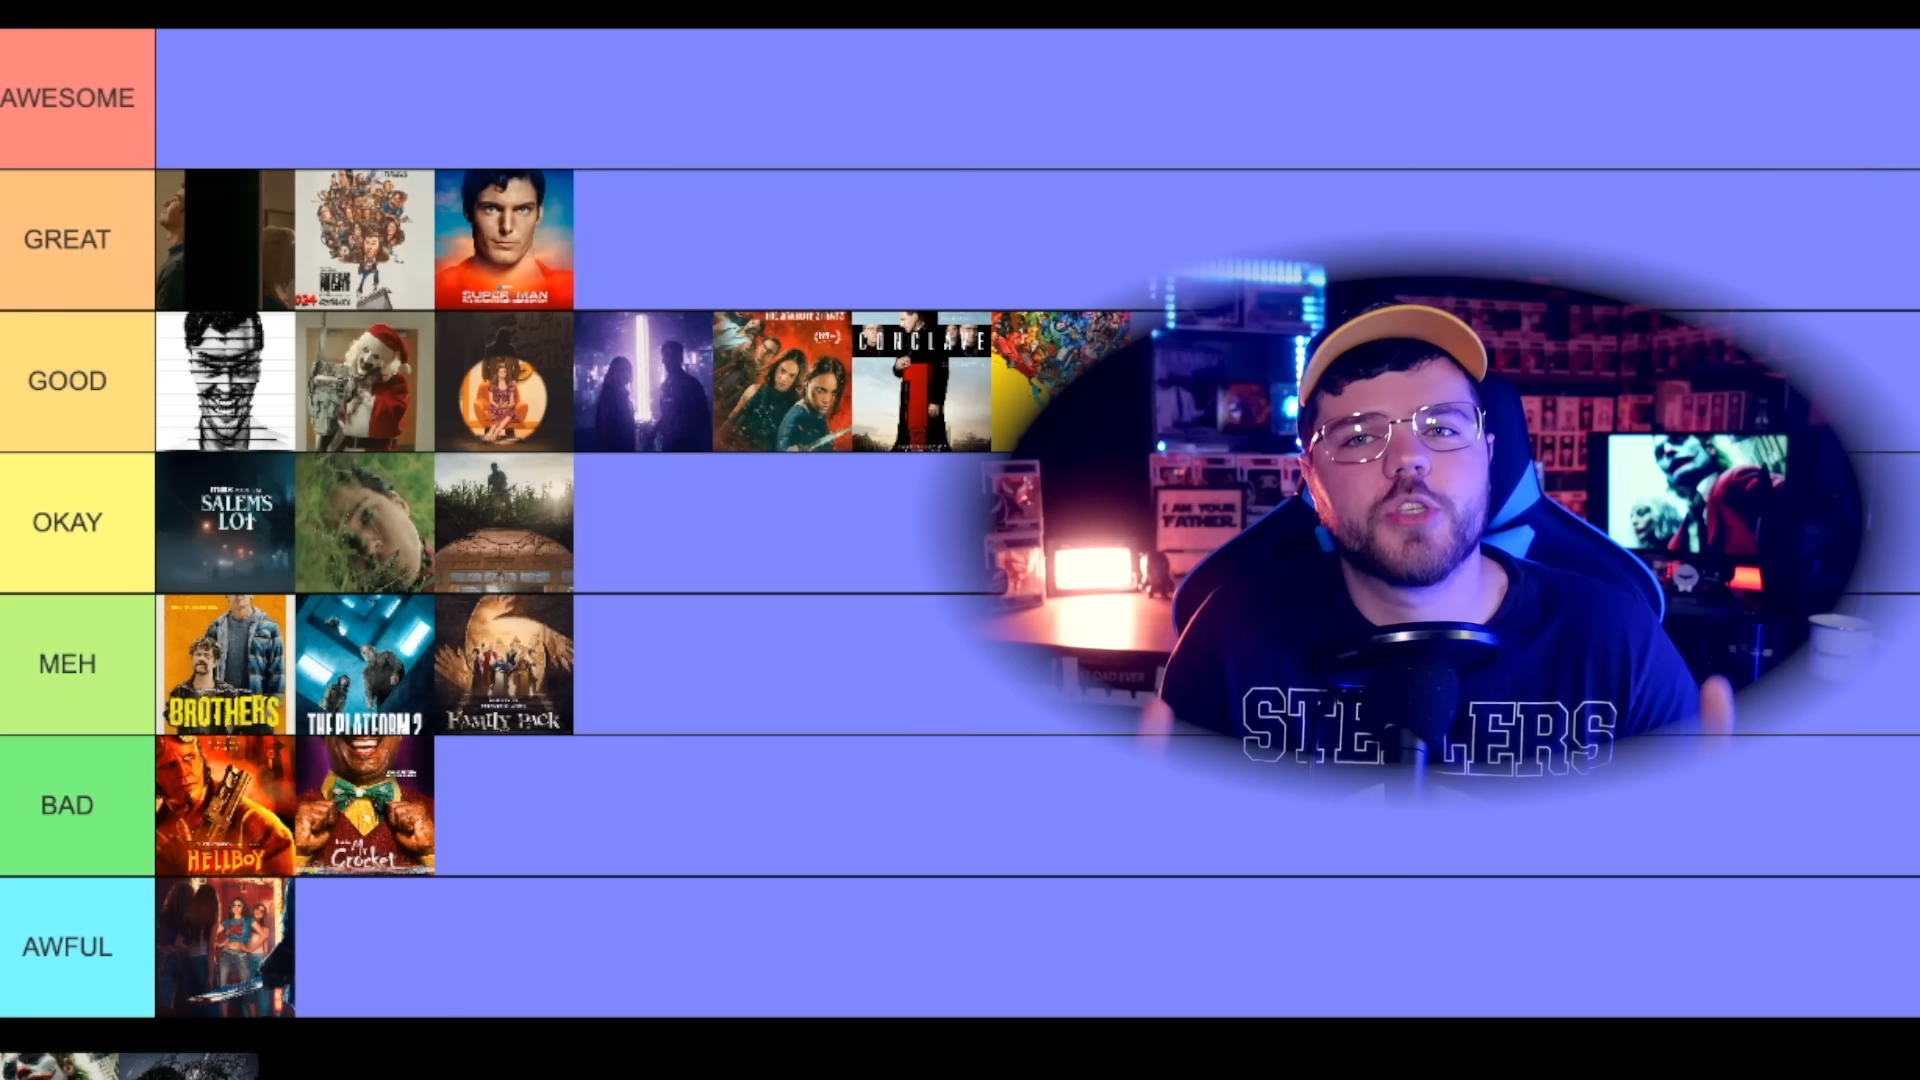 AWESOME
GREAT
SUPER/MAN
GOOD
CONCLAVE
I AM YOUR
FATHER.
OKAY
SALEM'S
LOT
MEH
BROTHERS
THE PLATFORM 2
FAMILY PACK
STEELERS
BAD
HELLBOY
Mr
Crocket
AWFUL